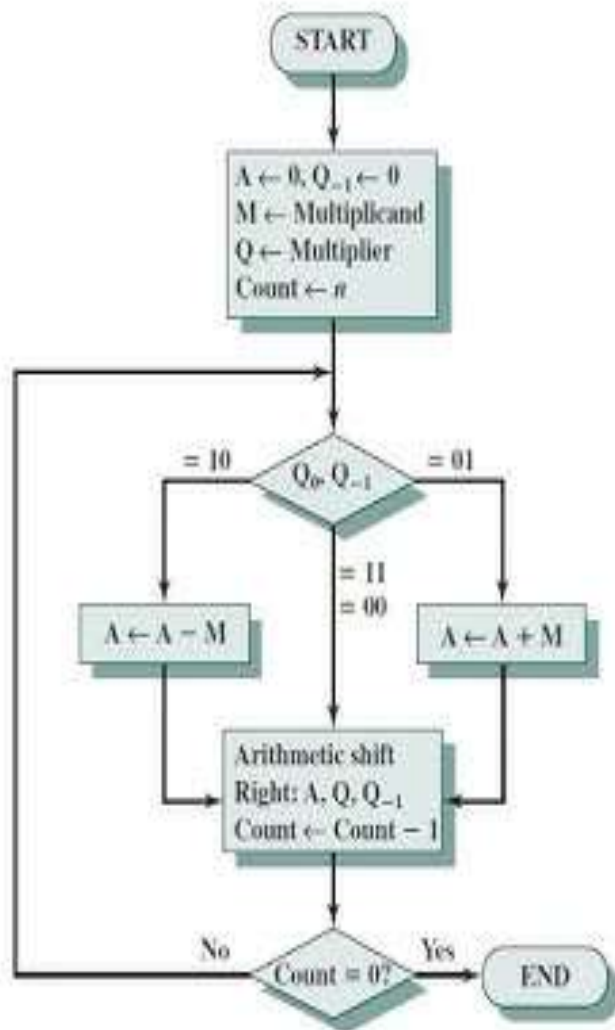 START
A ← 0, Q₋₁ ← 0
M ← Multiplicand
Q ← Multiplier
Count ← n
= 10
Q₀, Q₋₁
= 01
= 11
= 00
A ← A − M
A ← A + M
Arithmetic shift
Right: A, Q, Q₋₁
Count ← Count − 1
No
Count = 0?
Yes
END